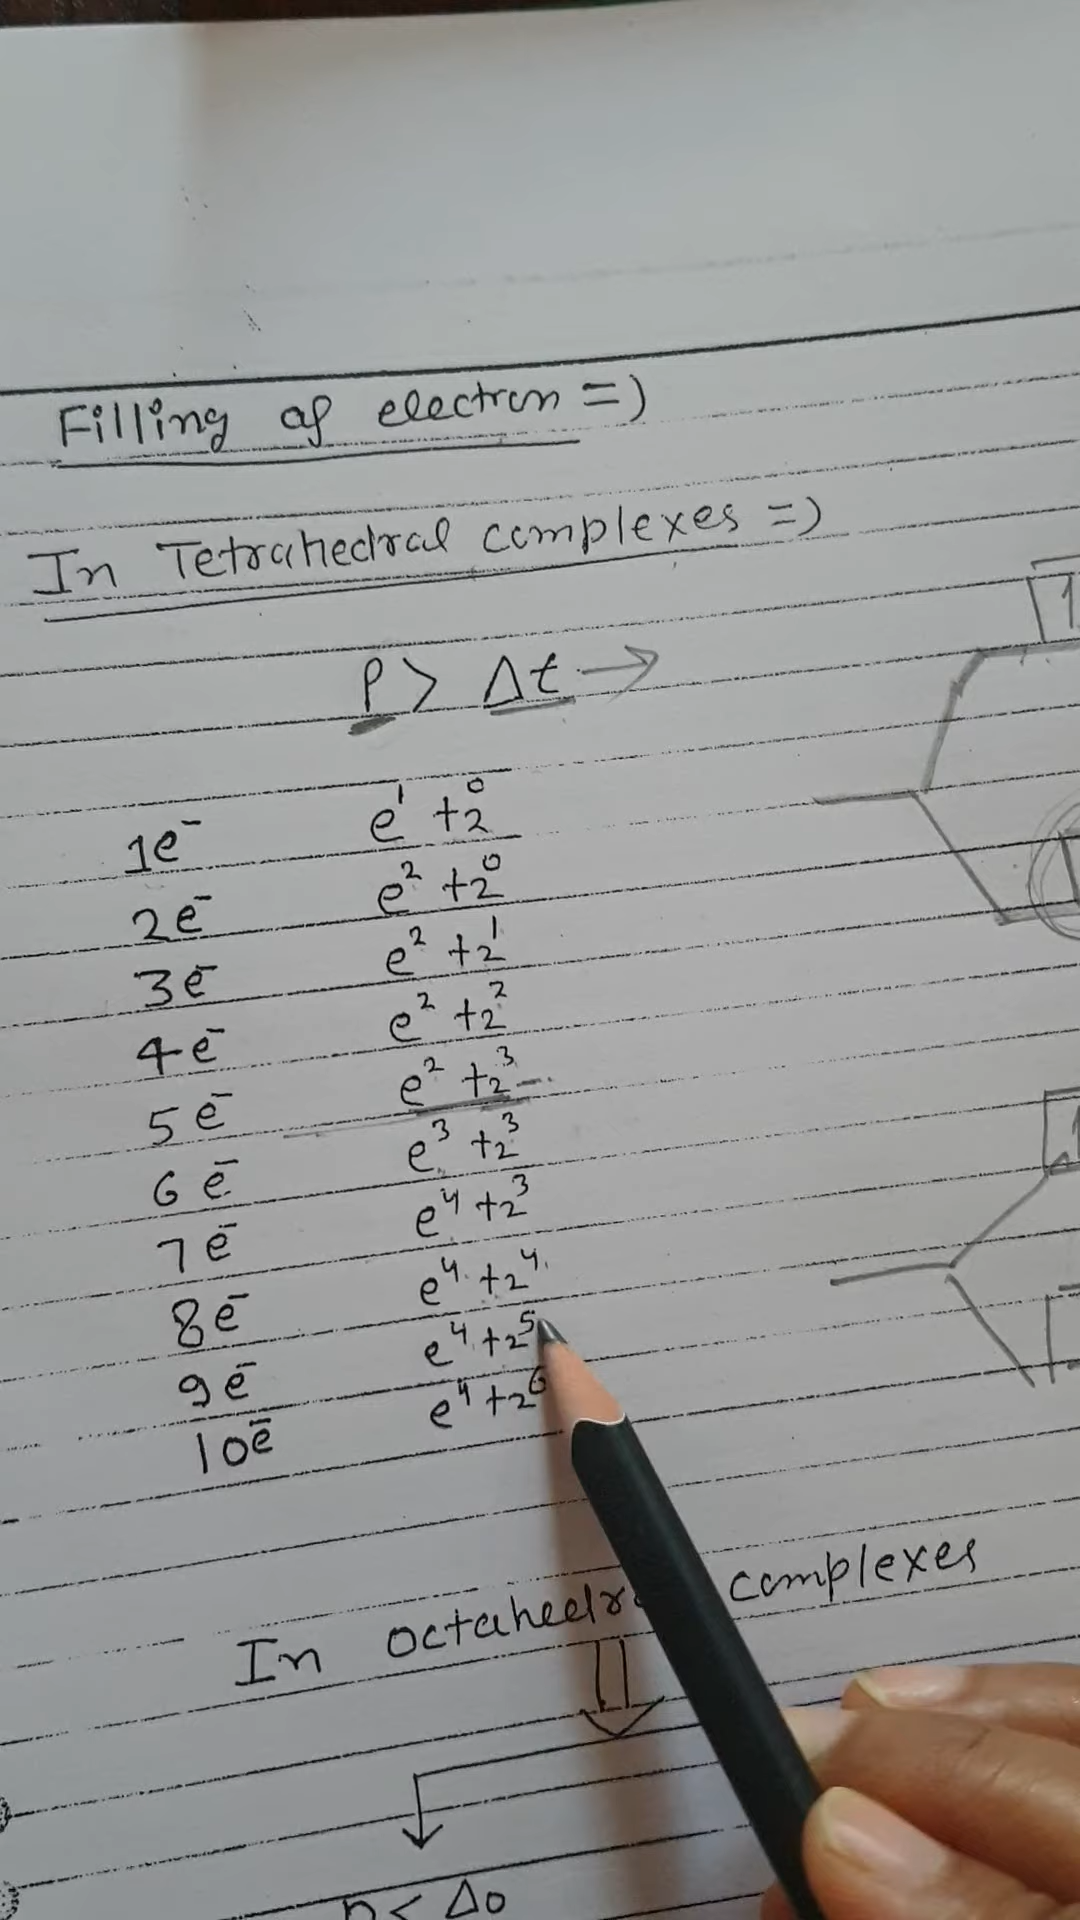 Filling of electron =)
In Tetrahedral complexes =)
P > Δt →
1e⁻ e¹ t₂⁰
2e⁻ e² t₂⁰
3e⁻ e² t₂¹
4e⁻ e² t₂²
5e⁻ e² t₂³
6e⁻ e³ t₂³
7e⁻ e⁴ t₂³
8e⁻ e⁴ t₂⁴
9e⁻ e⁴ t₂⁵
10e⁻ e⁴ t₂⁶
In complexes
< Δo